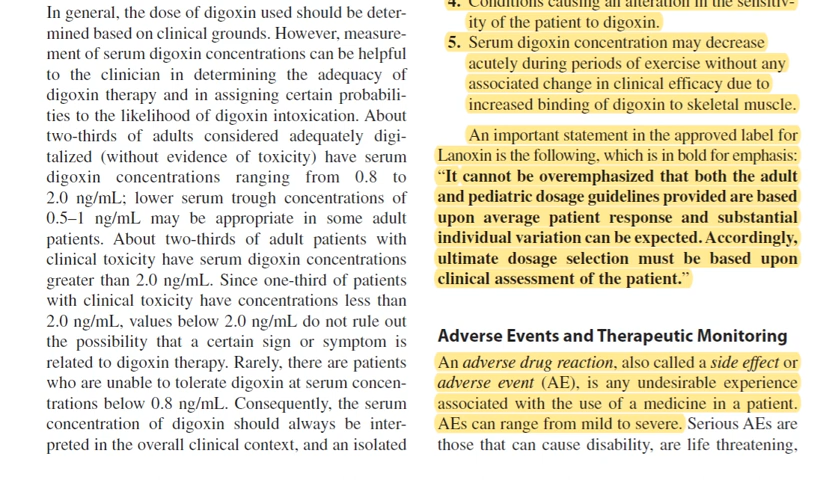 In general, the dose of digoxin used should be deter-
mined based on clinical grounds. However, measure-
ment of serum digoxin concentrations can be helpful
to the clinician in determining the adequacy of
digoxin therapy and in assigning certain probabili-
ties to the likelihood of digoxin intoxication. About
two-thirds of adults considered adequately digi-
talized (without evidence of toxicity) have serum
digoxin concentrations ranging from 0.8 to
2.0 ng/mL; lower serum trough concentrations of
0.5–1 ng/mL may be appropriate in some adult
patients. About two-thirds of adult patients with
clinical toxicity have serum digoxin concentrations
greater than 2.0 ng/mL. Since one-third of patients
with clinical toxicity have concentrations less than
2.0 ng/mL, values below 2.0 ng/mL do not rule out
the possibility that a certain sign or symptom is
related to digoxin therapy. Rarely, there are patients
who are unable to tolerate digoxin at serum concen-
trations below 0.8 ng/mL. Consequently, the serum
concentration of digoxin should always be inter-
preted in the overall clinical context, and an isolated
4. Conditions causing an alteration in the sensitiv-
ity of the patient to digoxin.
5. Serum digoxin concentration may decrease
acutely during periods of exercise without any
associated change in clinical efficacy due to
increased binding of digoxin to skeletal muscle.
An important statement in the approved label for
Lanoxin is the following, which is in bold for emphasis:
“It cannot be overemphasized that both the adult
and pediatric dosage guidelines provided are based
upon average patient response and substantial
individual variation can be expected. Accordingly,
ultimate dosage selection must be based upon
clinical assessment of the patient.”
Adverse Events and Therapeutic Monitoring
An adverse drug reaction, also called a side effect or
adverse event (AE), is any undesirable experience
associated with the use of a medicine in a patient.
AEs can range from mild to severe. Serious AEs are
those that can cause disability, are life threatening,